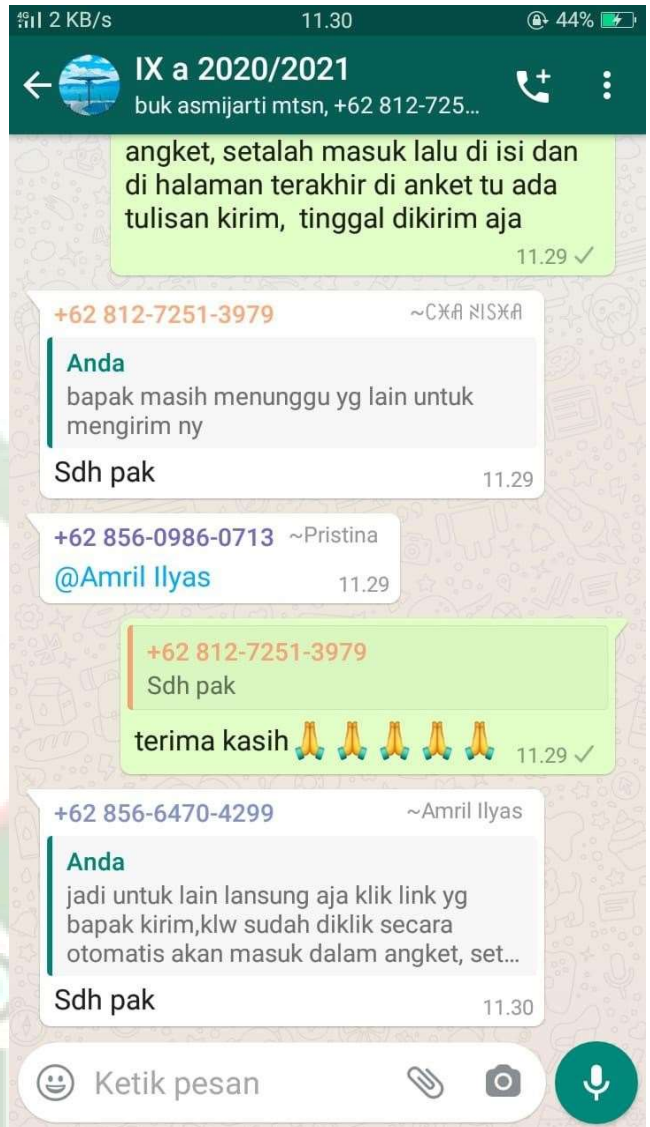 4G 2 KB/s 11.30 44%
IX a 2020/2021
buk asmijarti mtsn, +62 812-725...
angket, setalah masuk lalu di isi dan
di halaman terakhir di anket tu ada
tulisan kirim, tinggal dikirim aja
11.29
+62 812-7251-3979 ~CҖA NISҖA
Anda
bapak masih menunggu yg lain untuk
mengirim ny
Sdh pak 11.29
+62 856-0986-0713 ~Pristina
@Amril Ilyas 11.29
+62 812-7251-3979
Sdh pak
terima kasih🙏🙏🙏🙏🙏 11.29
+62 856-6470-4299 ~Amril Ilyas
Anda
jadi untuk lain lansung aja klik link yg
bapak kirim,klw sudah diklik secara
otomatis akan masuk dalam angket, set...
Sdh pak 11.30
Ketik pesan